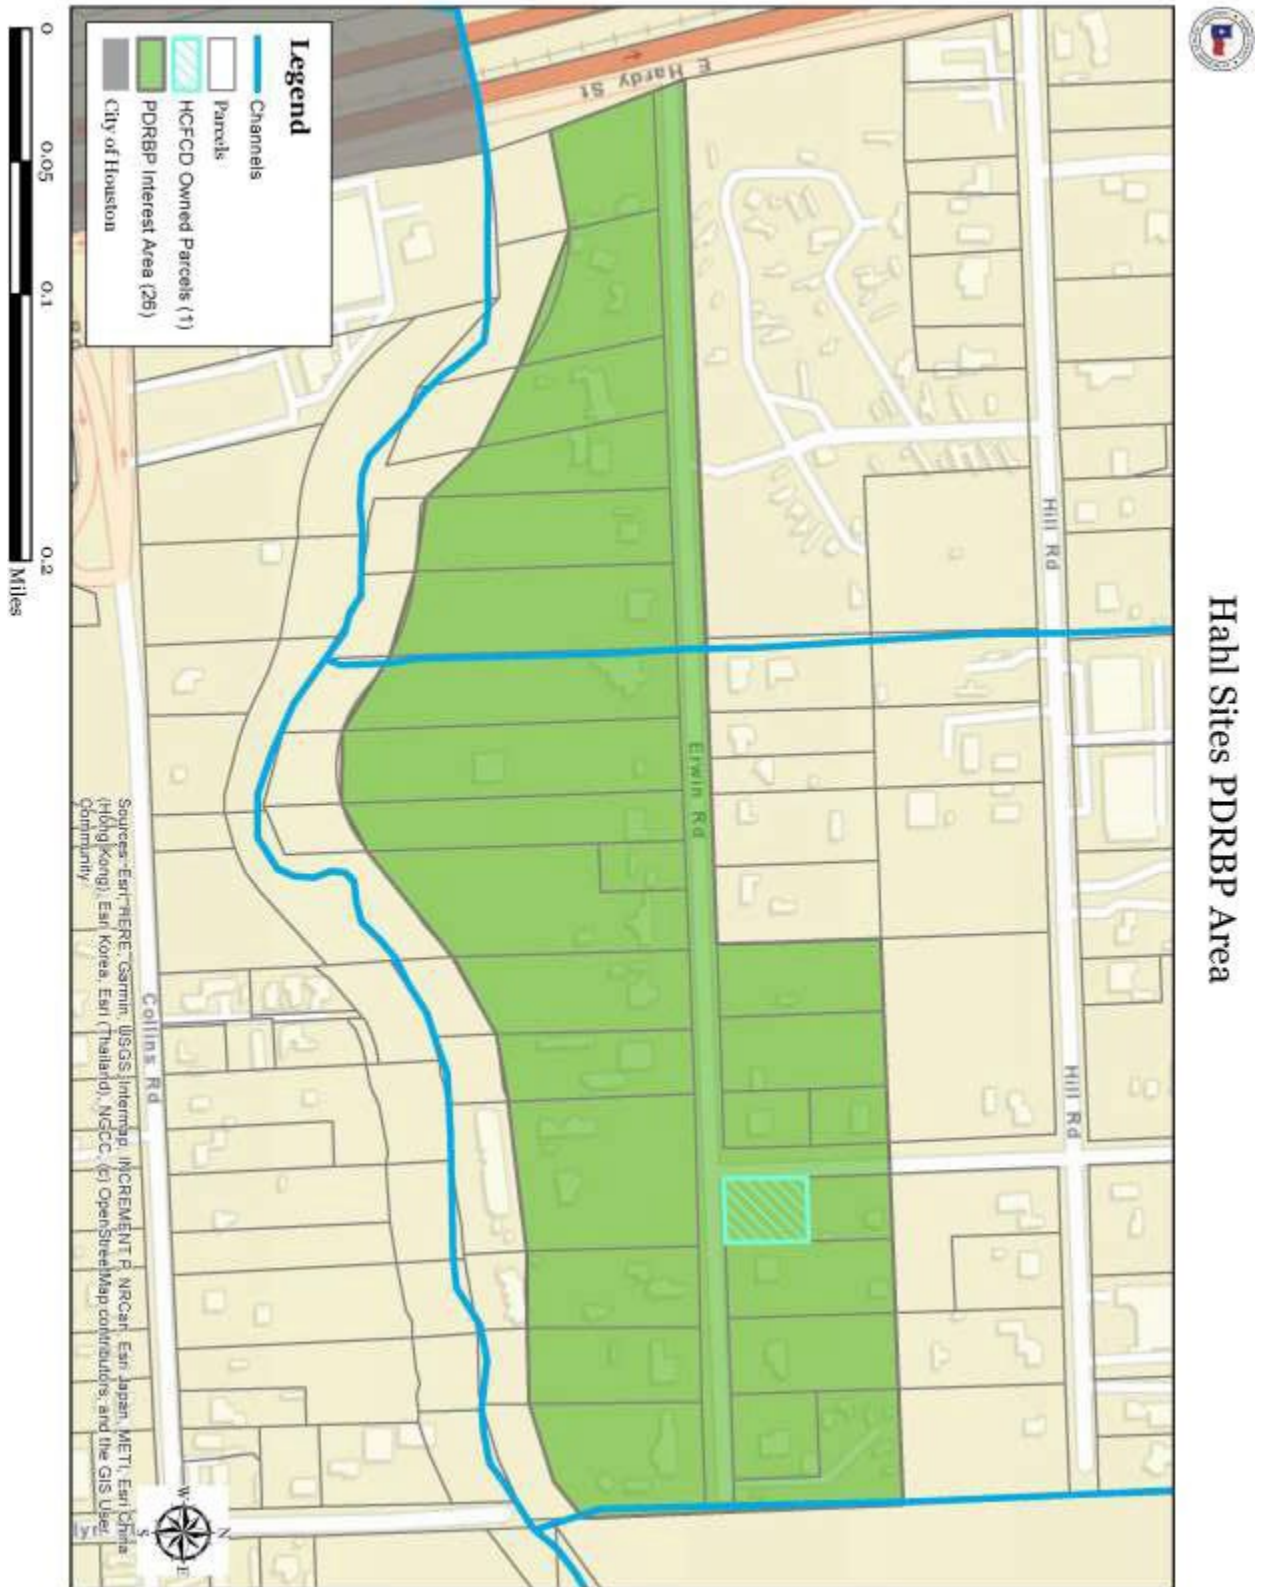 Hahl Sites PDRBP Area
Hill Rd
Hill Rd
E Hardy St
Erwin Rd
Collins Rd
Legend
Channels
Parcels
HCFCD Owned Parcels (1)
PDRBP Interest Area (26)
City of Houston
Sources: Esri, HERE, Garmin, USGS, Intermap, INCREMENT P, NRCan, Esri Japan, METI, Esri China
(Hong Kong), Esri Korea, Esri (Thailand), NGCC, (c) OpenStreetMap contributors, and the GIS User
Community
N
W
E
S
0 0.05 0.1 0.2
Miles